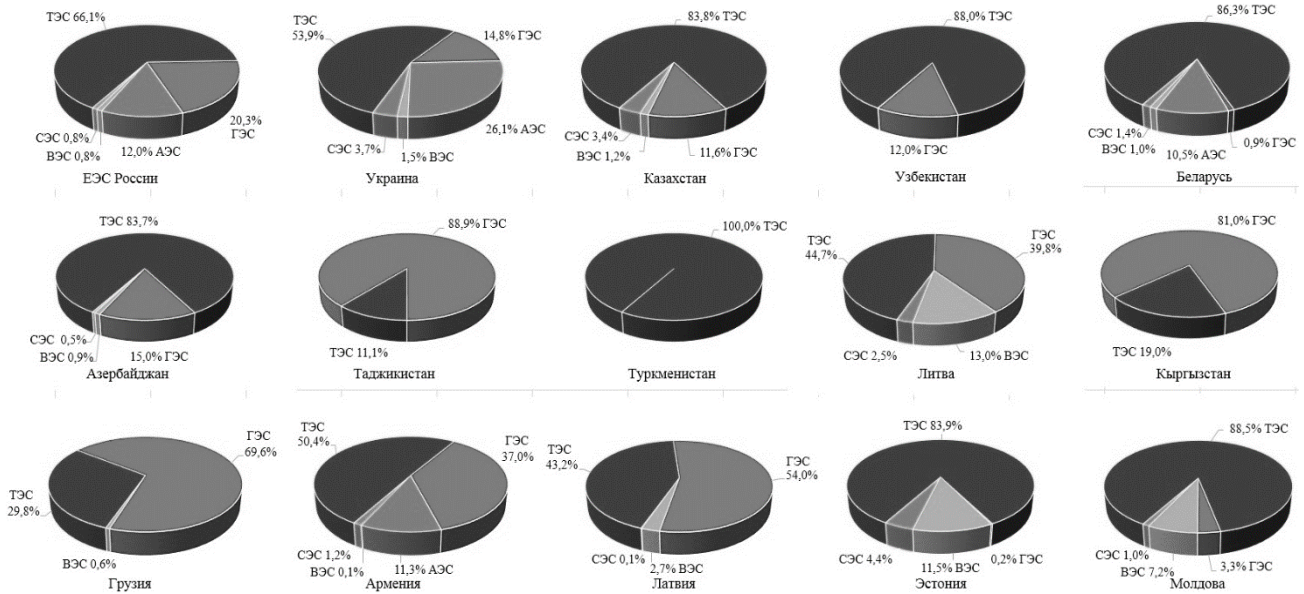 ТЭС 66,1%
20,3%
ГЭС
СЭС 0,8%
ВЭС 0,8%
12,0% АЭС
ЕЭС России
ТЭС
53,9%
14,8% ГЭС
26,1% АЭС
СЭС 3,7%
1,5% ВЭС
Украина
83,8% ТЭС
СЭС 3,4%
ВЭС 1,2%
11,6% ГЭС
Казахстан
88,0% ТЭС
12,0% ГЭС
Узбекистан
86,3% ТЭС
СЭС 1,4%
ВЭС 1,0%
10,5% АЭС
0,9% ГЭС
Беларусь
ТЭС 83,7%
СЭС 0,5%
ВЭС 0,9%
15,0% ГЭС
Азербайджан
88,9% ГЭС
ТЭС 11,1%
Таджикистан
100,0% ТЭС
Туркменистан
ТЭС
44,7%
ГЭС
39,8%
СЭС 2,5%
13,0% ВЭС
Литва
81,0% ГЭС
ТЭС 19,0%
Кыргызстан
ГЭС
69,6%
ТЭС
29,8%
ВЭС 0,6%
Грузия
ТЭС
50,4%
ГЭС
37,0%
СЭС 1,2%
ВЭС 0,1%
11,3% АЭС
Армения
ТЭС
43,2%
ГЭС
54,0%
СЭС 0,1%
2,7% ВЭС
Латвия
ТЭС 83,9%
СЭС 4,4%
11,5% ВЭС
0,2% ГЭС
Эстония
88,5% ТЭС
СЭС 1,0%
ВЭС 7,2%
3,3% ГЭС
Молдова